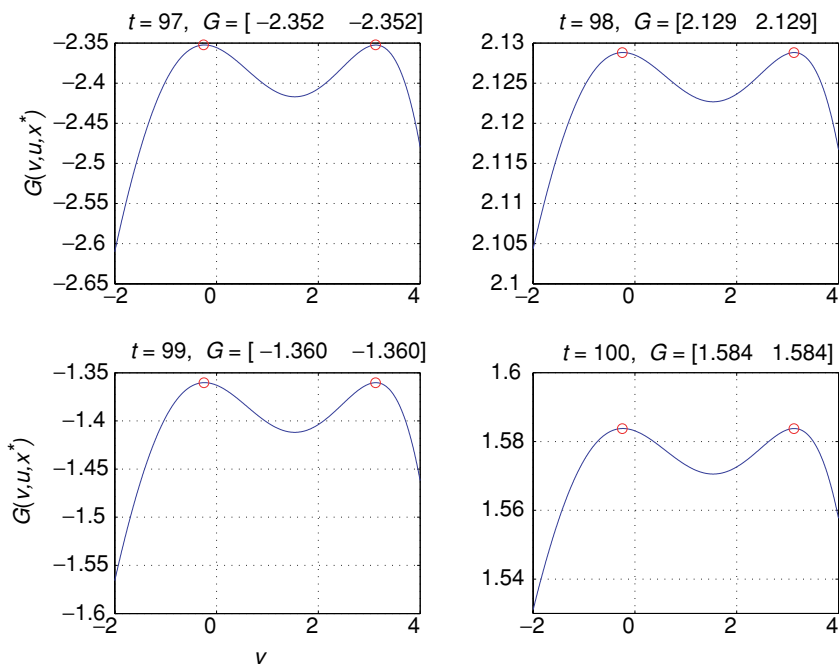 t = 97, G = [ −2.352 −2.352]
−2.35
−2.4
−2.45
−2.5
−2.55
−2.6
−2.65
−2 0 2 4
G(v,u,x*)
t = 98, G = [2.129 2.129]
2.13
2.125
2.12
2.115
2.11
2.105
2.1
−2 0 2 4
t = 99, G = [ −1.360 −1.360]
−1.35
−1.4
−1.45
−1.5
−1.55
−1.6
−2 0 2 4
G(v,u,x*)
v
t = 100, G = [1.584 1.584]
1.6
1.58
1.56
1.54
−2 0 2 4